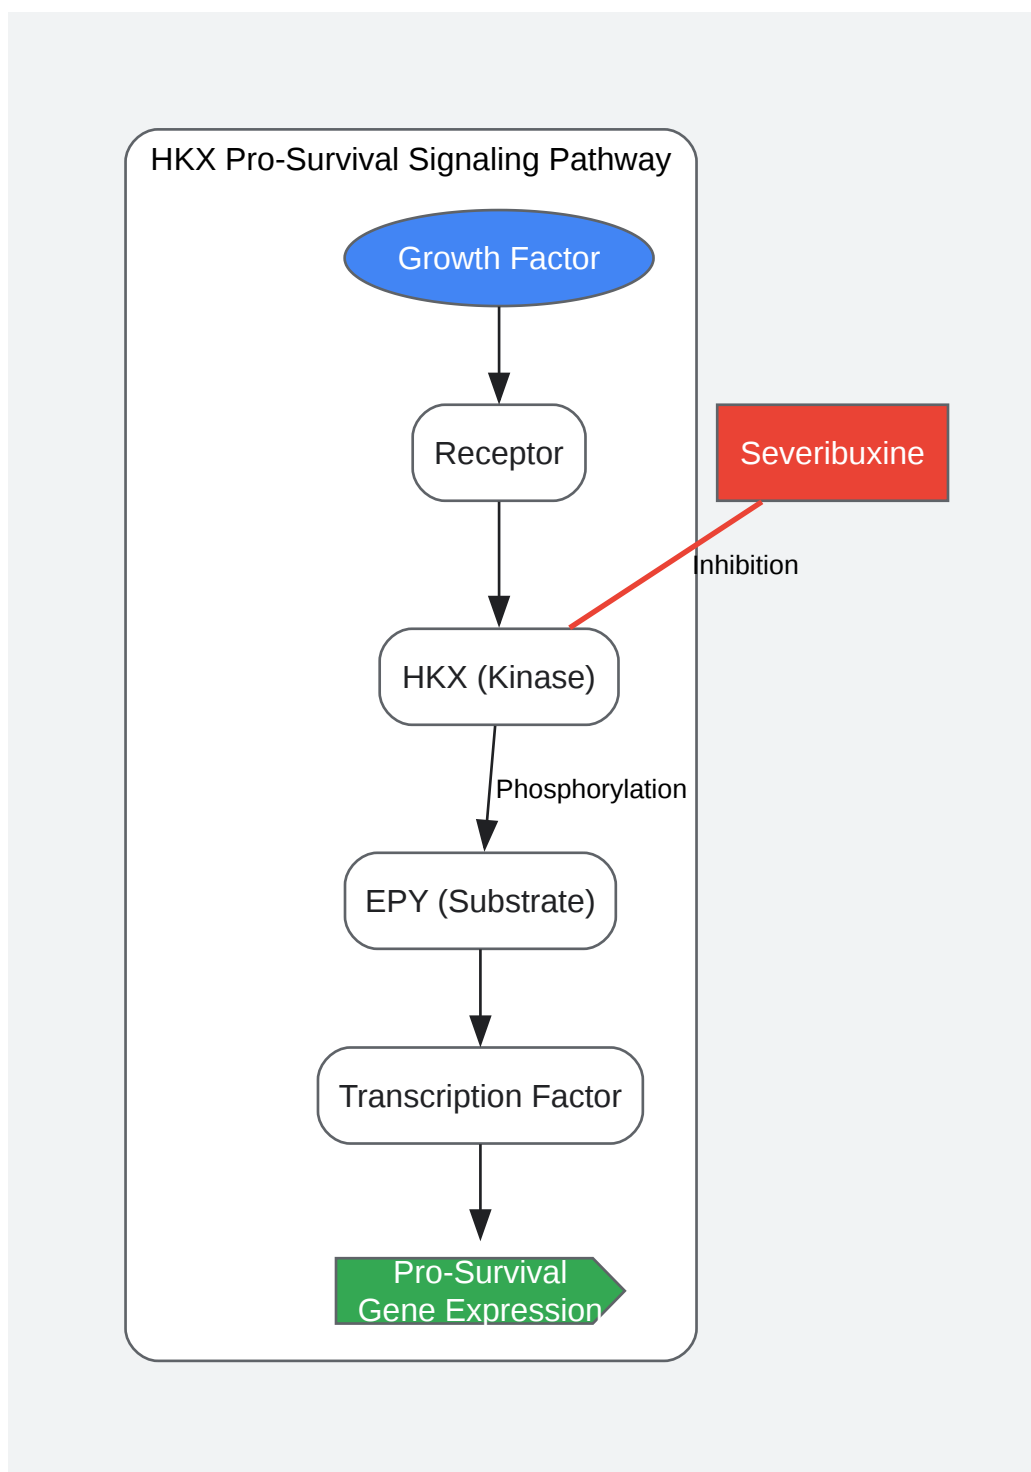 HKX Pro-Survival Signaling Pathway
Growth Factor
Receptor
Severibuxine
Inhibition
HKX (Kinase)
Phosphorylation
EPY (Substrate)
Transcription Factor
Pro-Survival
Gene Expression